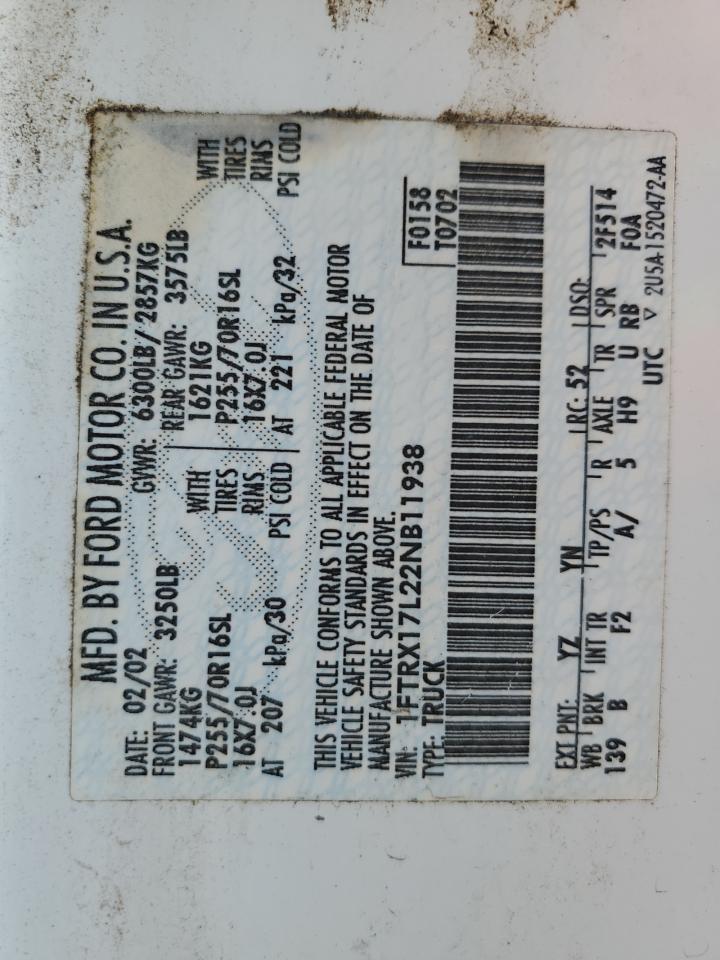 MFD. BY FORD MOTOR CO. IN U.S.A.
DATE: 02/02 GVWR: 6300LB/ 2857KG
FRONT GAWR: 3250LB REAR GAWR: 3575LB
1474KG WITH 1621KG WITH
P255/70R16SL TIRES P255/70R16SL TIRES
16X7.0J RIMS 16X7.0J RIMS
AT 207 kPa/30 PSI COLD AT 221 kPa/32 PSI COLD
THIS VEHICLE CONFORMS TO ALL APPLICABLE FEDERAL MOTOR
VEHICLE SAFETY STANDARDS IN EFFECT ON THE DATE OF
MANUFACTURE SHOWN ABOVE.
VIN: 1FTRX17L22NB11938 F0158
TYPE: TRUCK T0702
EXT PNT: YZ YN RC: 52 DSO:
WB BRK INT TR TP/PS R AXLE TR SPR 2F514
139 B F2 A/ 5 H9 U RB F0A
UTC ▽ 2U5A-1520472-AA